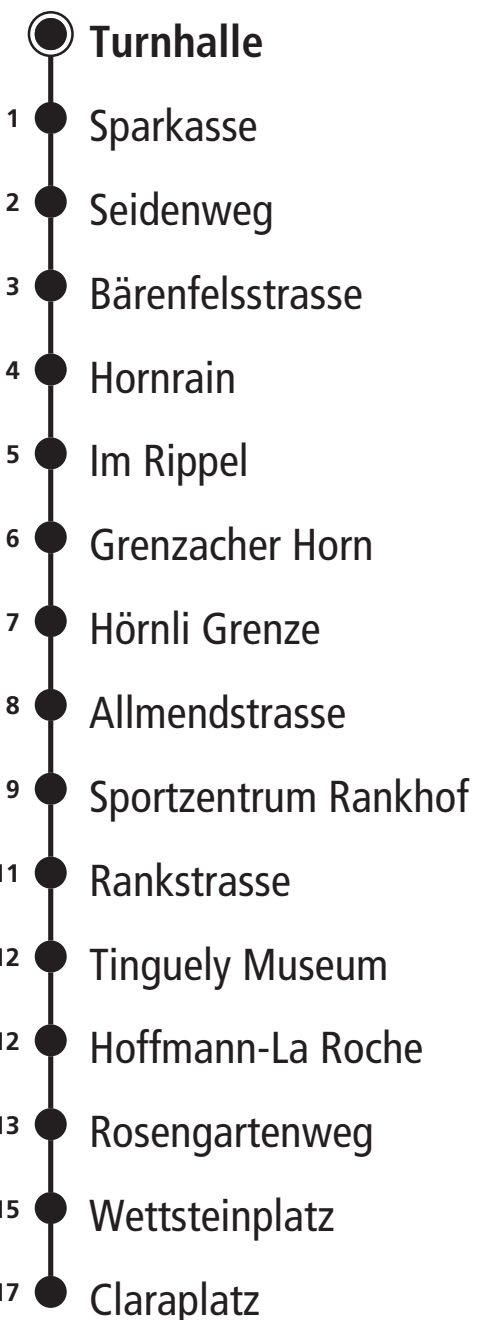 Turnhalle
1 Sparkasse
2 Seidenweg
3 Bärenfelsstrasse
4 Hornrain
5 Im Rippel
6 Grenzacher Horn
7 Hörnli Grenze
8 Allmendstrasse
9 Sportzentrum Rankhof
11 Rankstrasse
12 Tinguely Museum
12 Hoffmann-La Roche
13 Rosengartenweg
15 Wettsteinplatz
17 Claraplatz